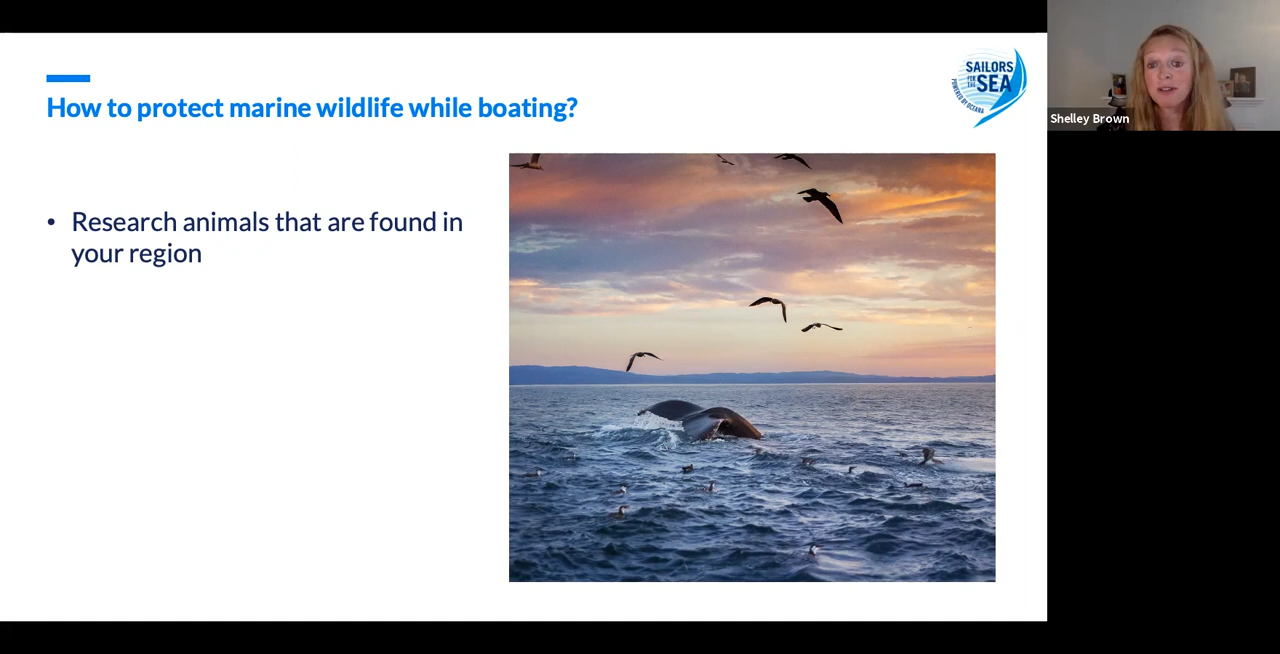 How to protect marine wildlife while boating?
SAILORS
FOR
THE
SEA
POWERED BY OCEANA
Shelley Brown
• Research animals that are found in
your region